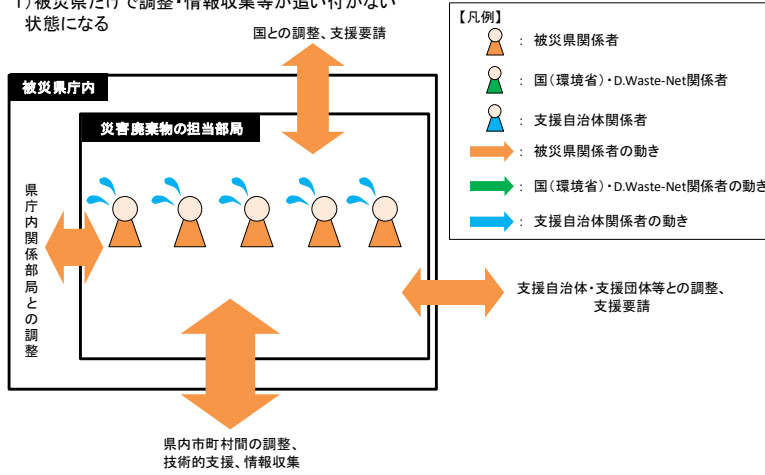 1)被災県だけで調整・情報収集等が追い付かない
状態になる
国との調整、支援要請
被災県庁内
災害廃棄物の担当部局
県庁内関係部局との調整
支援自治体・支援団体等との調整、
支援要請
県内市町村間の調整、
技術的支援、情報収集
【凡例】
： 被災県関係者
： 国(環境省)・D.Waste-Net関係者
： 支援自治体関係者
： 被災県関係者の動き
： 国(環境省)・D.Waste-Net関係者の動き
： 支援自治体関係者の動き